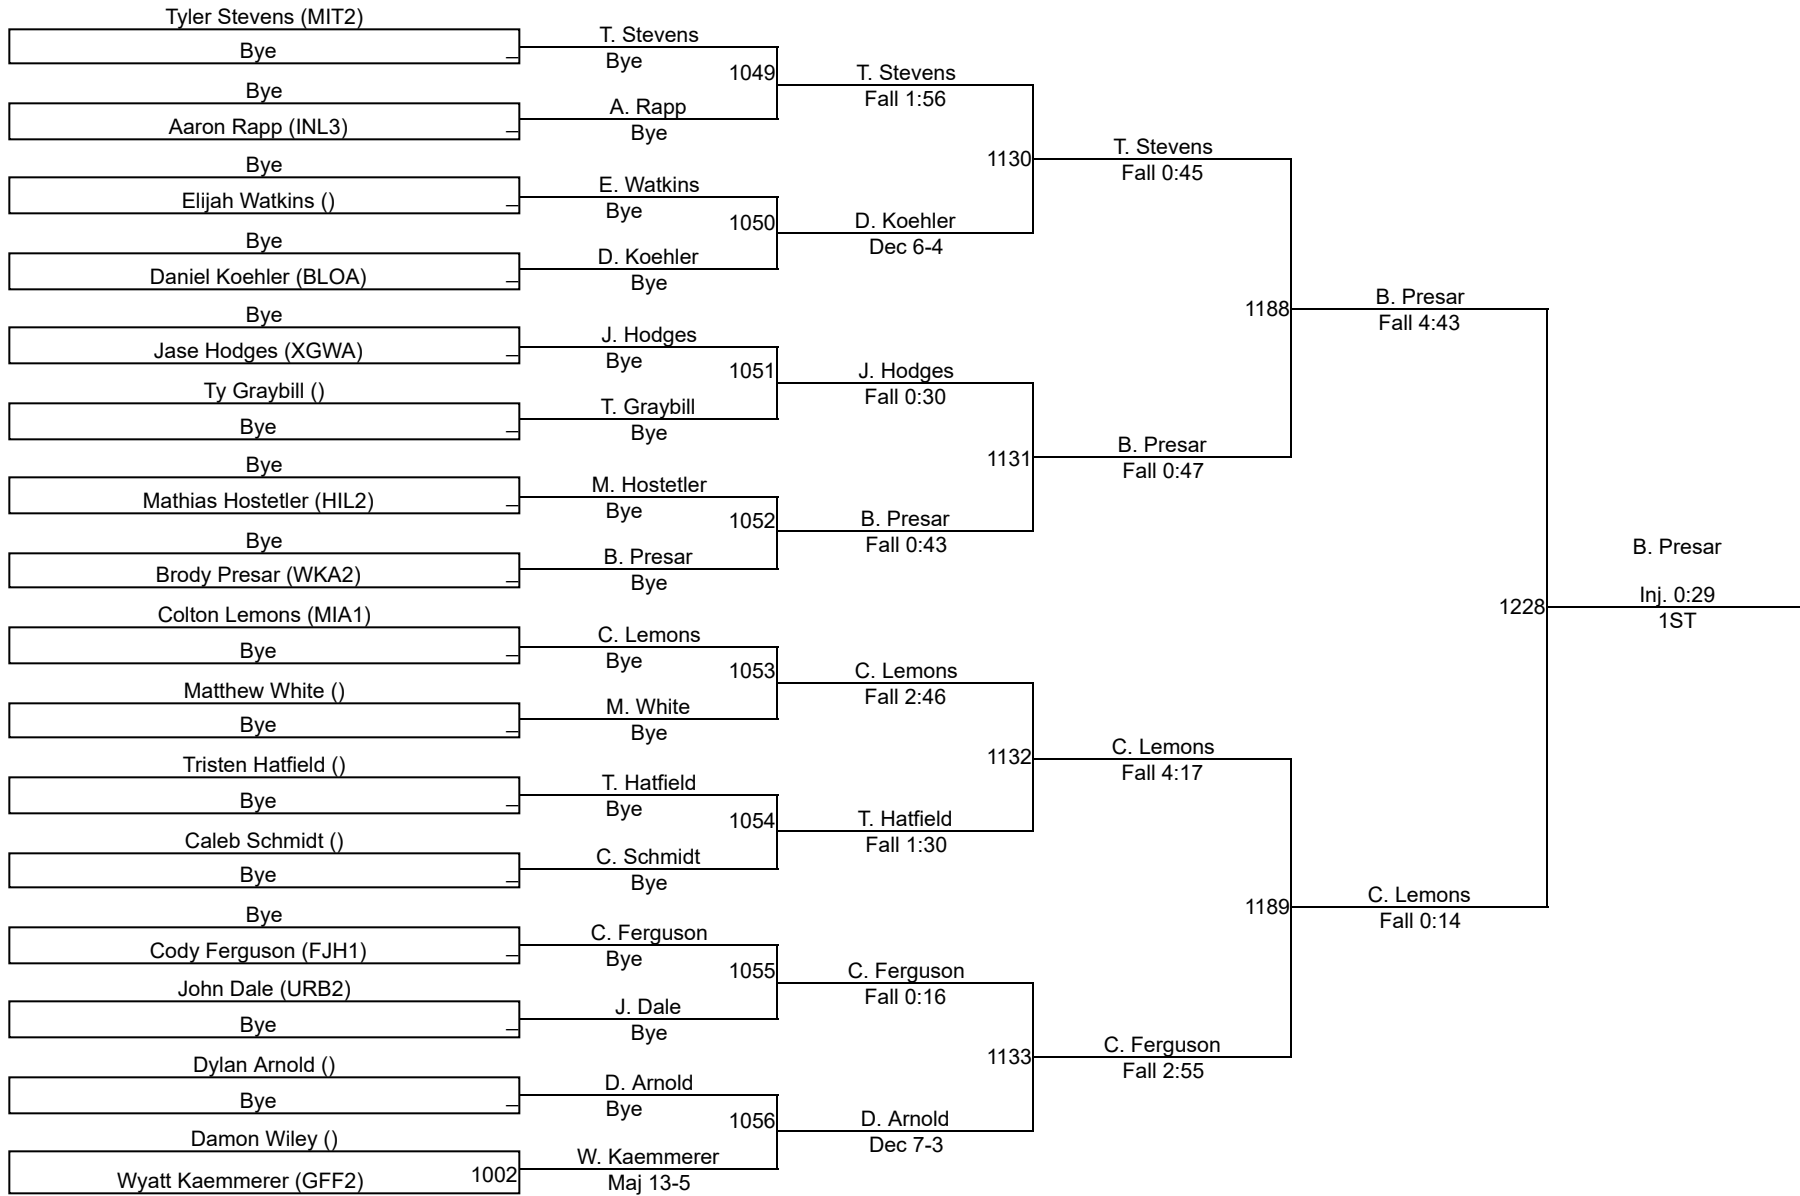 Tyler Stevens (MIT2)
Bye
Bye
Aaron Rapp (INL3)
Bye
Elijah Watkins ()
Bye
Daniel Koehler (BLOA)
Bye
Jase Hodges (XGWA)
Ty Graybill ()
Bye
Bye
Mathias Hostetler (HIL2)
Bye
Brody Presar (WKA2)
Colton Lemons (MIA1)
Bye
Matthew White ()
Bye
Tristen Hatfield ()
Bye
Caleb Schmidt ()
Bye
Bye
Cody Ferguson (FJH1)
John Dale (URB2)
Bye
Dylan Arnold ()
Bye
Damon Wiley ()
Wyatt Kaemmerer (GFF2)
1002
T. Stevens
Bye
1049
A. Rapp
Bye
E. Watkins
Bye
1050
D. Koehler
Bye
J. Hodges
Bye
1051
T. Graybill
Bye
M. Hostetler
Bye
1052
B. Presar
Bye
C. Lemons
Bye
1053
M. White
Bye
T. Hatfield
Bye
1054
C. Schmidt
Bye
C. Ferguson
Bye
1055
J. Dale
Bye
D. Arnold
Bye
1056
W. Kaemmerer
Maj 13-5
T. Stevens
Fall 1:56
1130
D. Koehler
Dec 6-4
J. Hodges
Fall 0:30
1131
B. Presar
Fall 0:43
C. Lemons
Fall 2:46
1132
T. Hatfield
Fall 1:30
C. Ferguson
Fall 0:16
1133
D. Arnold
Dec 7-3
T. Stevens
Fall 0:45
1188
B. Presar
Fall 0:47
C. Lemons
Fall 4:17
1189
C. Ferguson
Fall 2:55
B. Presar
Fall 4:43
1228
C. Lemons
Fall 0:14
B. Presar
Inj. 0:29
1ST